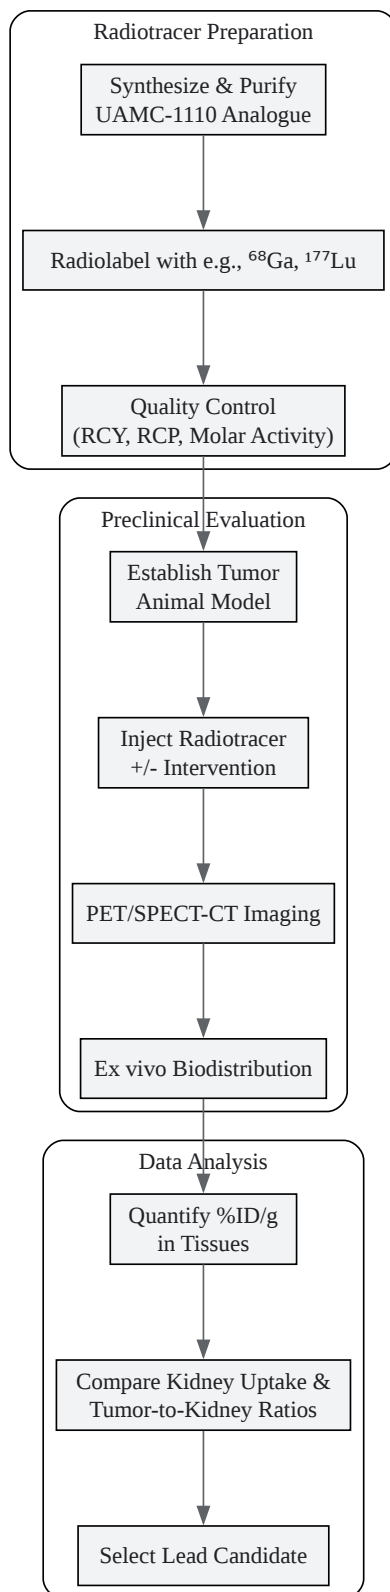 Radiotracer Preparation
Synthesize & Purify
UAMC-1110 Analogue
Radiolabel with e.g., ⁶⁸Ga, ¹⁷⁷Lu
Quality Control
(RCY, RCP, Molar Activity)
Preclinical Evaluation
Establish Tumor
Animal Model
Inject Radiotracer
+/- Intervention
PET/SPECT-CT Imaging
Ex vivo Biodistribution
Data Analysis
Quantify %ID/g
in Tissues
Compare Kidney Uptake &
Tumor-to-Kidney Ratios
Select Lead Candidate